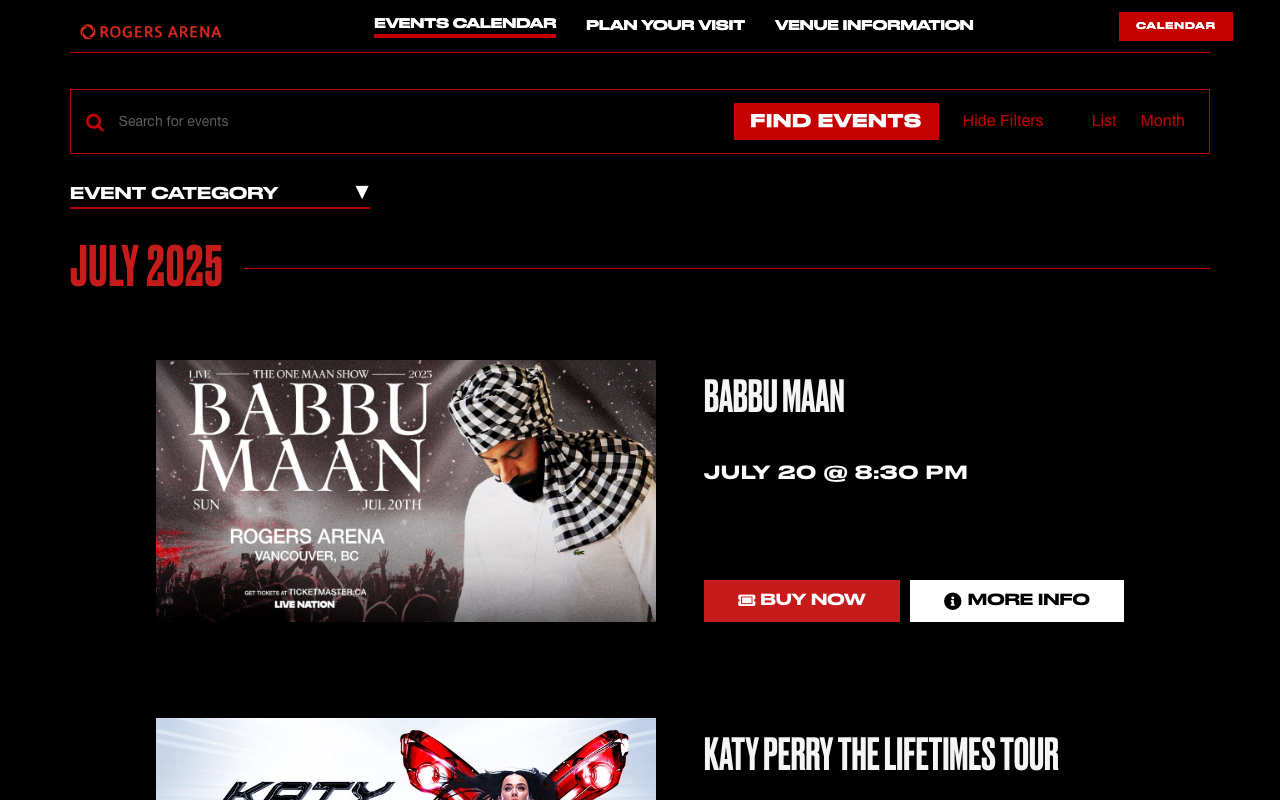 ROGERS ARENA
EVENTS CALENDAR
PLAN YOUR VISIT
VENUE INFORMATION
CALENDAR
Search for events
FIND EVENTS
Hide Filters
List
Month
EVENT CATEGORY
JULY 2025
LIVE THE ONE MAAN SHOW 2025
BABBU
MAAN
SUN JUL 20TH
ROGERS ARENA
VANCOUVER, BC
GET TICKETS AT TICKETMASTER.CA
LIVE NATION
BABBU MAAN
JULY 20 @ 8:30 PM
BUY NOW
MORE INFO
KATY
KATY PERRY THE LIFETIMES TOUR